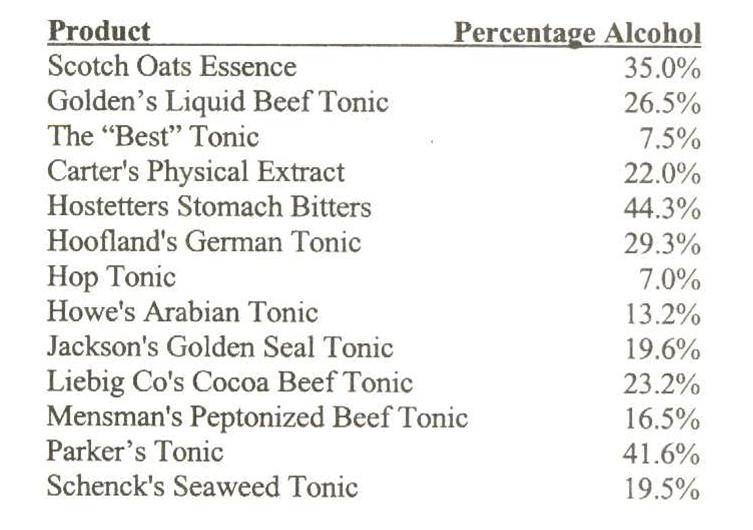 Product Percentage Alcohol
Scotch Oats Essence 35.0%
Golden’s Liquid Beef Tonic 26.5%
The “Best” Tonic 7.5%
Carter's Physical Extract 22.0%
Hostetters Stomach Bitters 44.3%
Hoofland's German Tonic 29.3%
Hop Tonic 7.0%
Howe's Arabian Tonic 13.2%
Jackson's Golden Seal Tonic 19.6%
Liebig Co's Cocoa Beef Tonic 23.2%
Mensman's Peptonized Beef Tonic 16.5%
Parker’s Tonic 41.6%
Schenck's Seaweed Tonic 19.5%